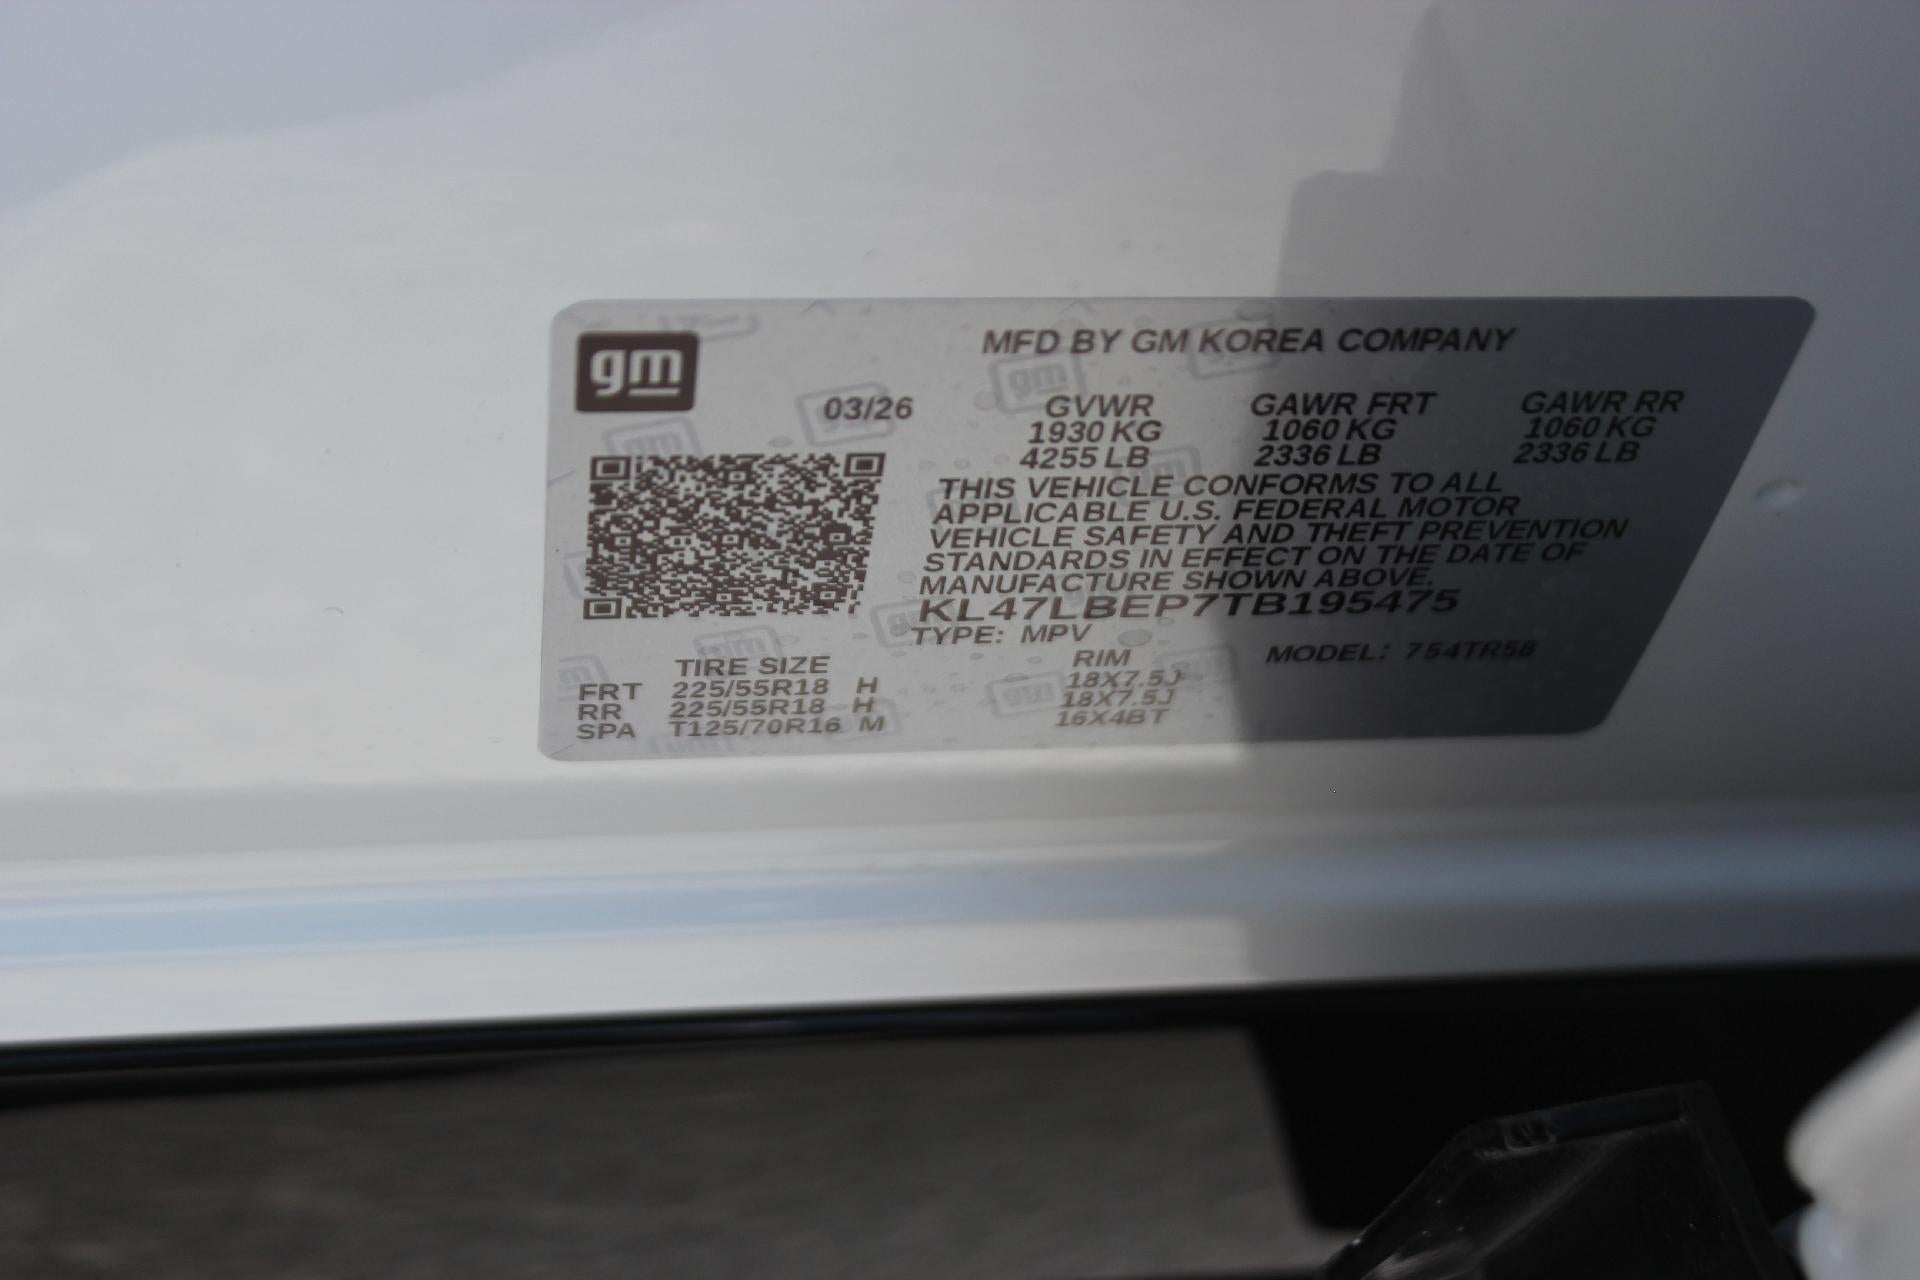 gm
MFD BY GM KOREA COMPANY
03/26 GVWR GAWR FRT GAWR RR
1930 KG 1060 KG 1060 KG
4255 LB 2336 LB 2336 LB
THIS VEHICLE CONFORMS TO ALL
APPLICABLE U.S. FEDERAL MOTOR
VEHICLE SAFETY AND THEFT PREVENTION
STANDARDS IN EFFECT ON THE DATE OF
MANUFACTURE SHOWN ABOVE.
KL47LBEP7TB195475
TYPE: MPV MODEL: 754TR58
TIRE SIZE RIM
FRT 225/55R18 H 18X7.5J
RR 225/55R18 H 18X7.5J
SPA T125/70R16 M 16X4BT